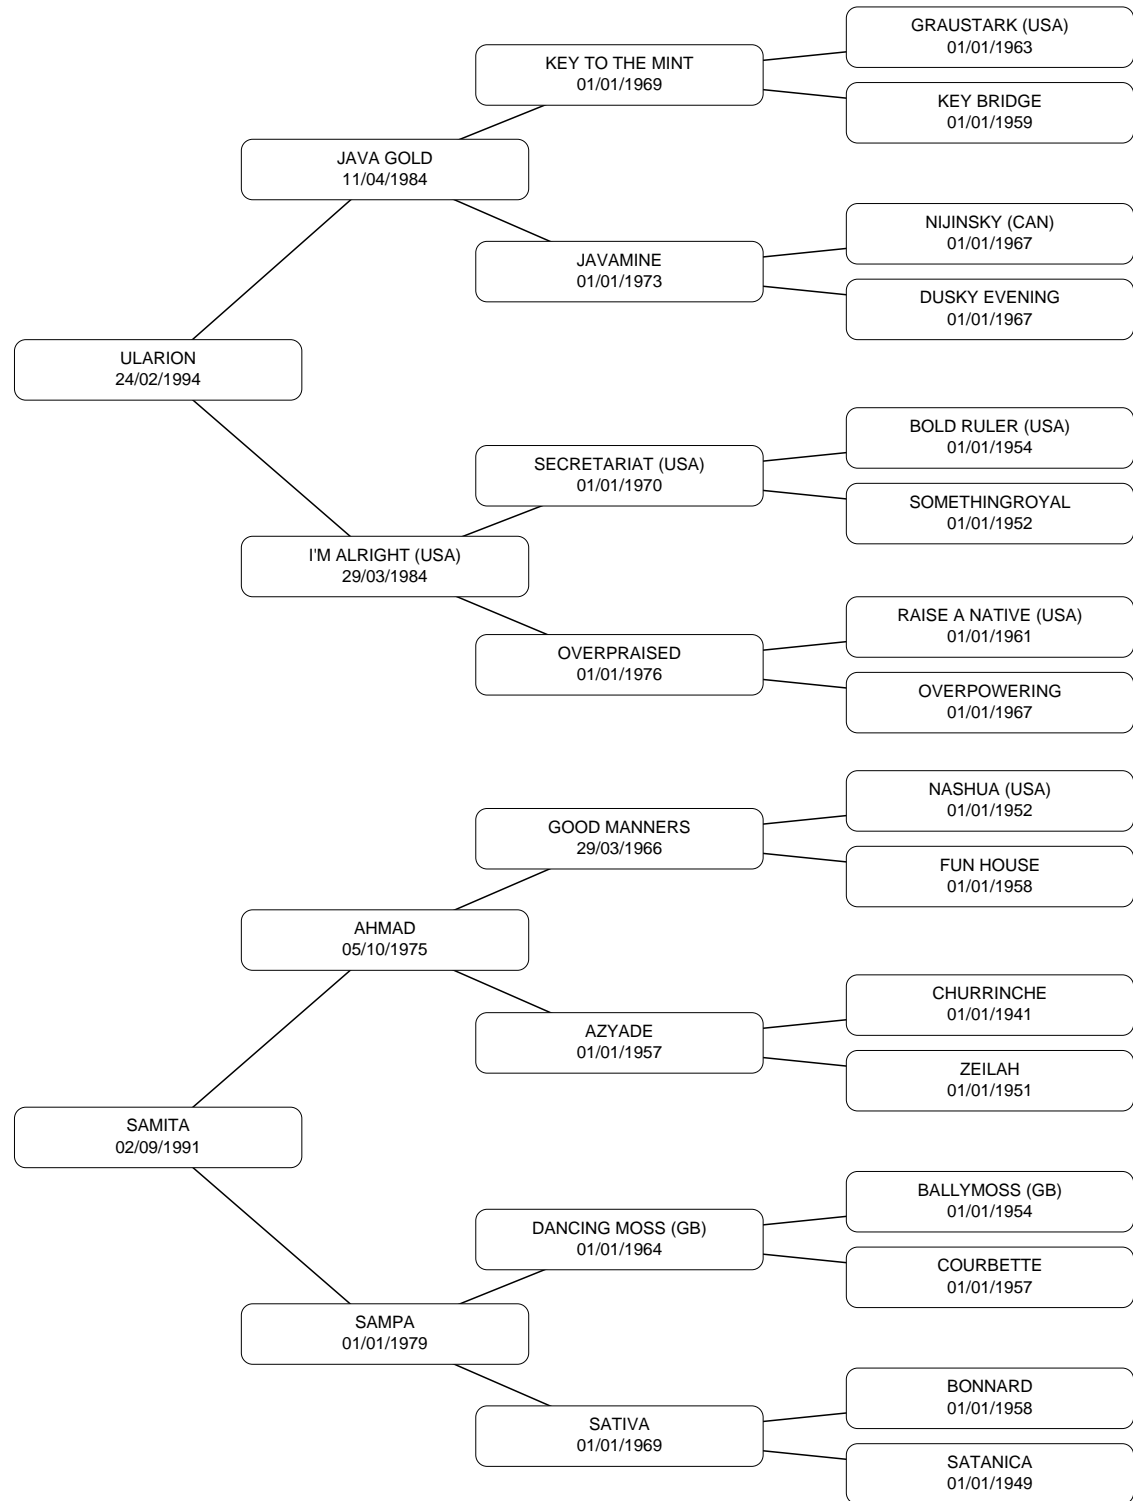 GRAUSTARK (USA)
01/01/1963
KEY TO THE MINT
01/01/1969
KEY BRIDGE
01/01/1959
JAVA GOLD
11/04/1984
NIJINSKY (CAN)
01/01/1967
JAVAMINE
01/01/1973
DUSKY EVENING
01/01/1967
ULARION
24/02/1994
BOLD RULER (USA)
01/01/1954
SECRETARIAT (USA)
01/01/1970
SOMETHINGROYAL
01/01/1952
I'M ALRIGHT (USA)
29/03/1984
RAISE A NATIVE (USA)
01/01/1961
OVERPRAISED
01/01/1976
OVERPOWERING
01/01/1967
NASHUA (USA)
01/01/1952
GOOD MANNERS
29/03/1966
FUN HOUSE
01/01/1958
AHMAD
05/10/1975
CHURRINCHE
01/01/1941
AZYADE
01/01/1957
ZEILAH
01/01/1951
SAMITA
02/09/1991
BALLYMOSS (GB)
01/01/1954
DANCING MOSS (GB)
01/01/1964
COURBETTE
01/01/1957
SAMPA
01/01/1979
BONNARD
01/01/1958
SATIVA
01/01/1969
SATANICA
01/01/1949